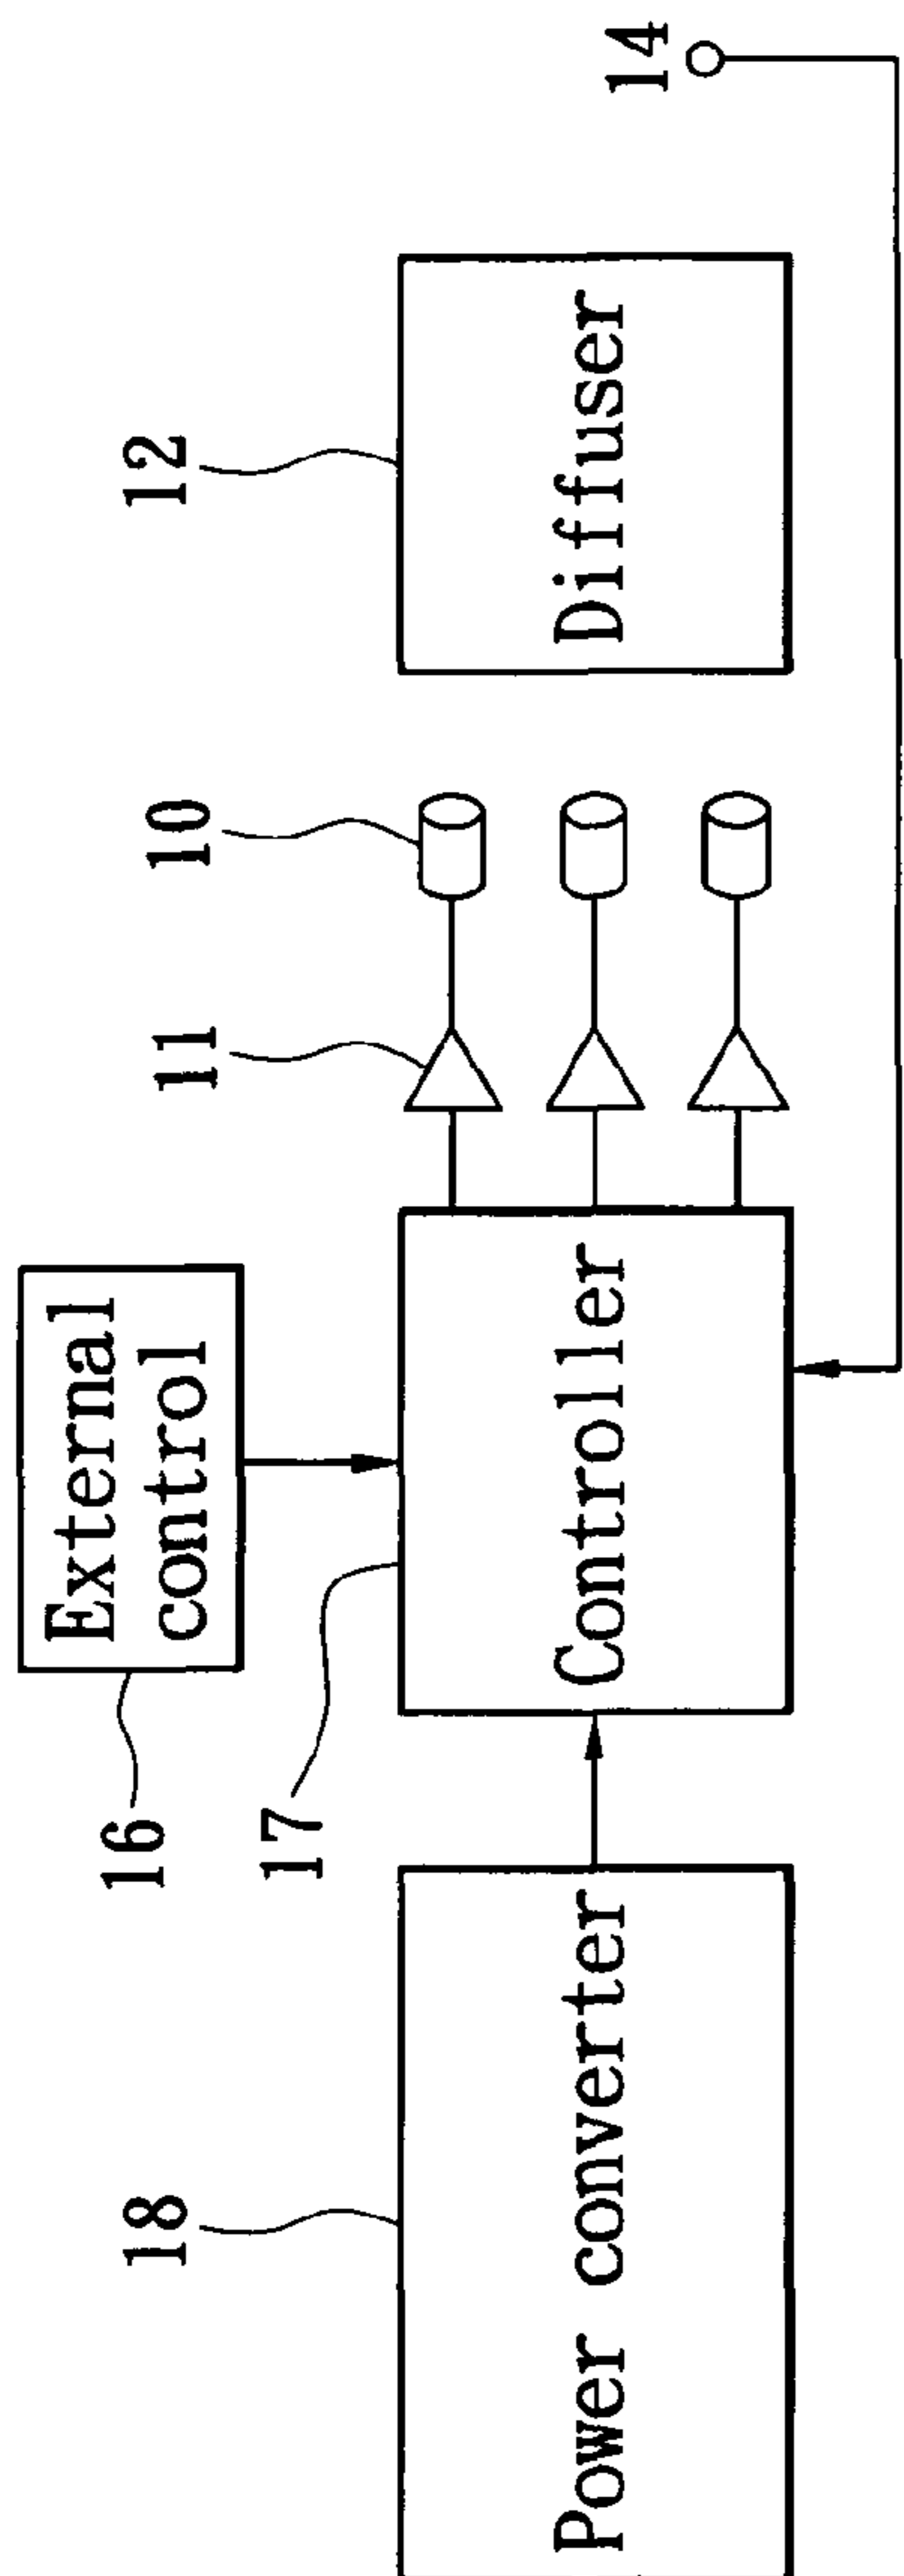 16
External
control
18
17
11
10
12
14
Power converter
Controller
Diffuser